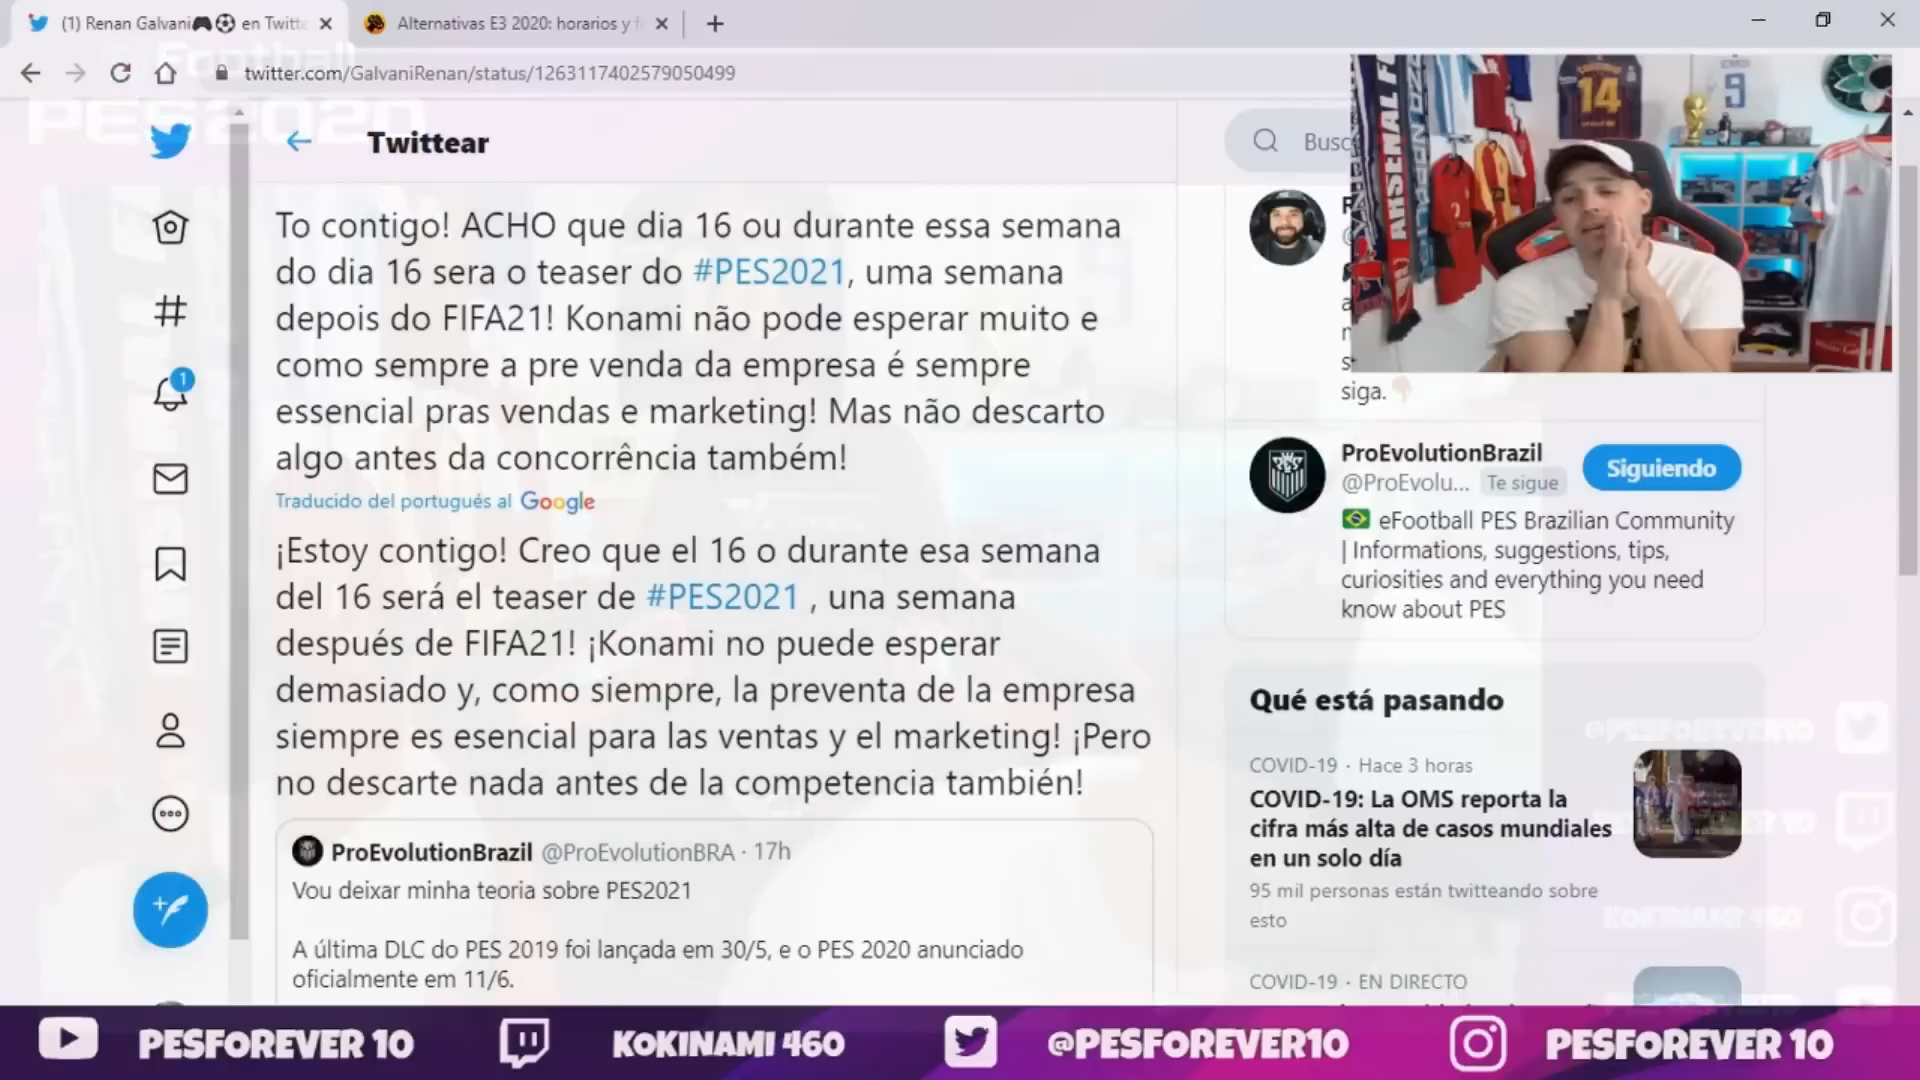 (1) Renan Galvani🎮⚽ en Twitte
Alternativas E3 2020: horarios y f
twitter.com/GalvaniRenan/status/1263117402579050499
Football
PES2020
Twittear
Busc
To contigo! ACHO que dia 16 ou durante essa semana
do dia 16 sera o teaser do #PES2021, uma semana
depois do FIFA21! Konami não pode esperar muito e
como sempre a pre venda da empresa é sempre
essencial pras vendas e marketing! Mas não descarto
algo antes da concorrência também!
Traducido del portugués al Google
¡Estoy contigo! Creo que el 16 o durante esa semana
del 16 será el teaser de #PES2021 , una semana
después de FIFA21! ¡Konami no puede esperar
demasiado y, como siempre, la preventa de la empresa
siempre es esencial para las ventas y el marketing! ¡Pero
no descarte nada antes de la competencia también!
ProEvolutionBrazil @ProEvolutionBRA · 17h
Vou deixar minha teoria sobre PES2021
A última DLC do PES 2019 foi lançada em 30/5, e o PES 2020 anunciado
oficialmente em 11/6.
1
siga.
ProEvolutionBrazil
@ProEvolu... Te sigue
Siguiendo
🇧🇷 eFootball PES Brazilian Community
| Informations, suggestions, tips,
curiosities and everything you need
know about PES
Qué está pasando
COVID-19 · Hace 3 horas
COVID-19: La OMS reporta la
cifra más alta de casos mundiales
en un solo día
95 mil personas están twitteando sobre
esto
COVID-19 · EN DIRECTO
ARSENAL F
14
9
@PESFOREVER10
KOKINAMI 460
PESFOREVER 10
KOKINAMI 460
@PESFOREVER10
PESFOREVER 10